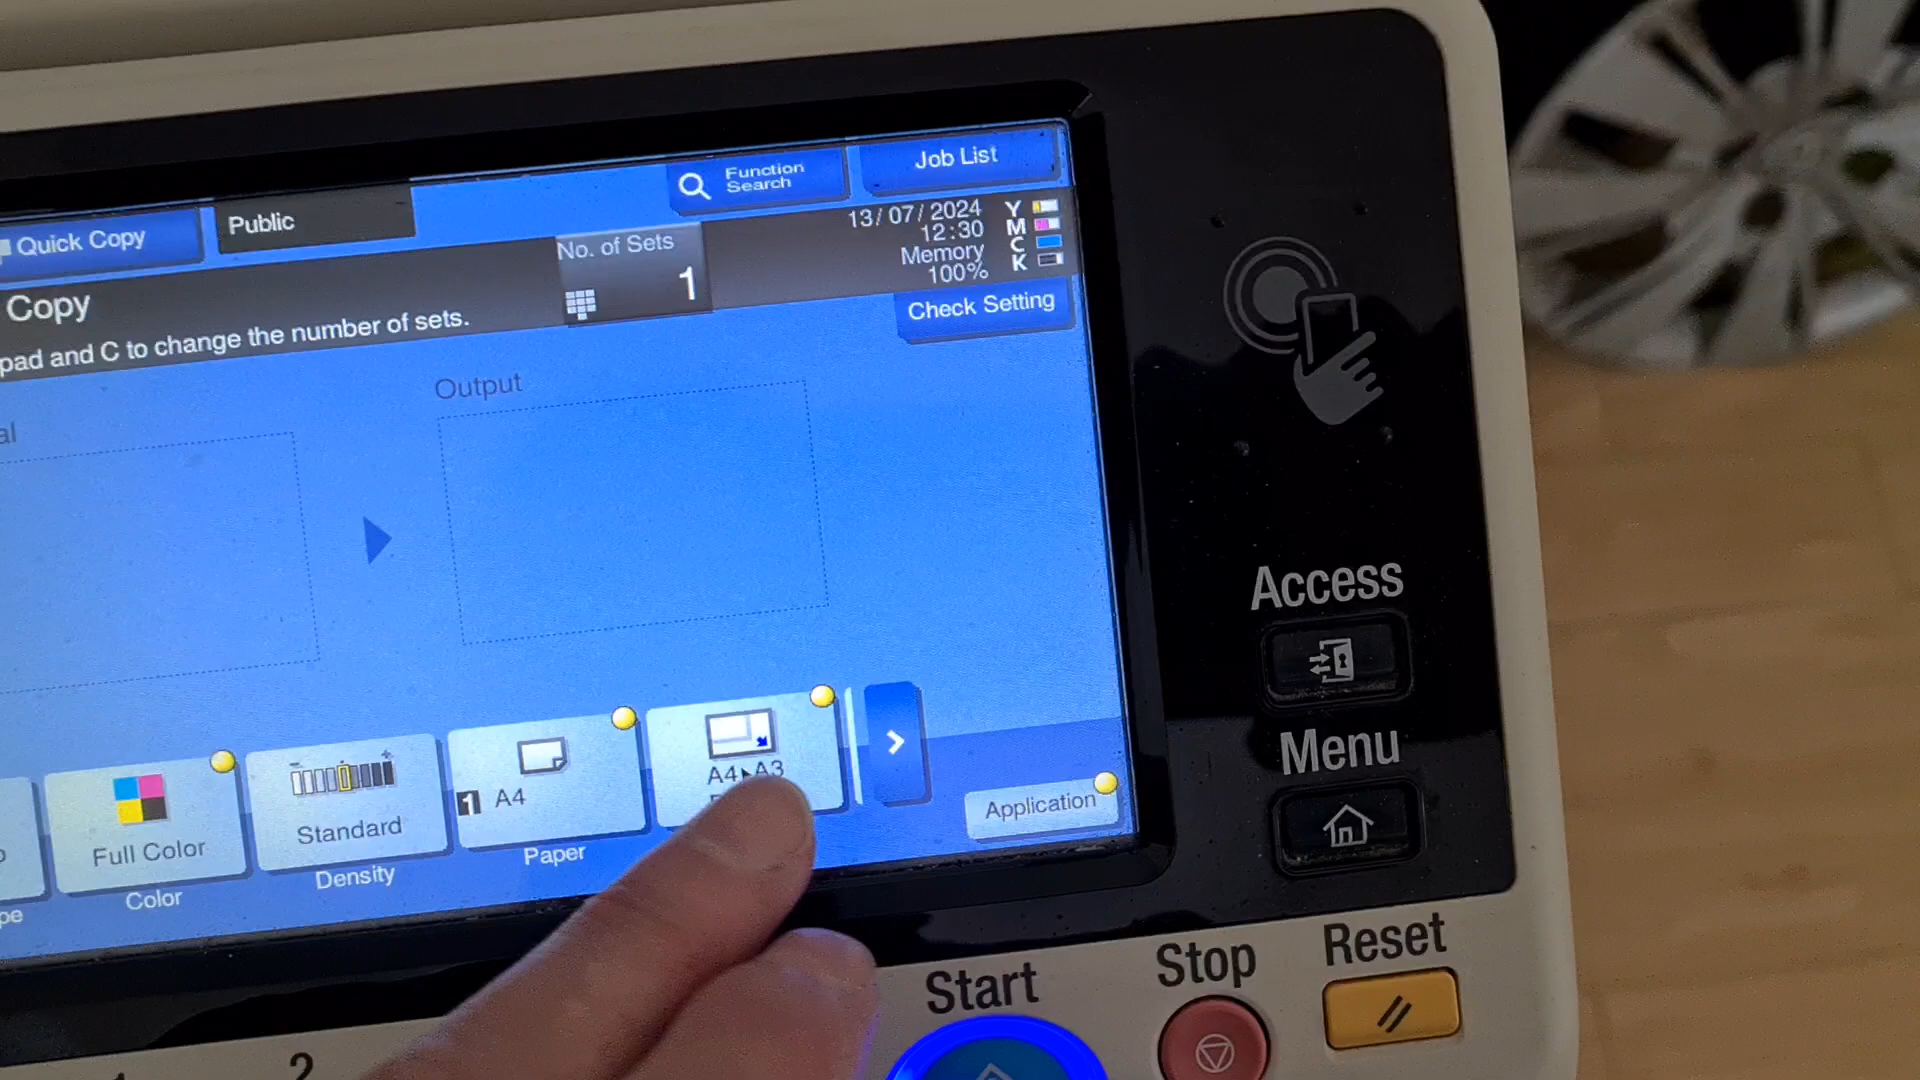 Function
Search
Job List
Quick Copy
Public
No. of Sets
1
13/07/2024
12:30
Memory
100%
Y
M
C
K
Copy
pad and C to change the number of sets.
Check Setting
Output
Full Color
Color
Standard
Density
1 A4
Paper
A4▸A3
Application
Access
Menu
Start
Stop
Reset
2